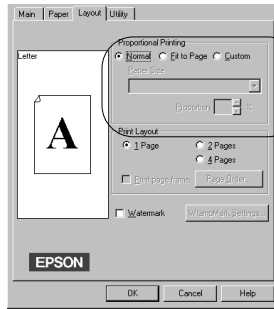 Main Paper Layout Utility
Letter
A
EPSON
Proportional Printing
Normal Fit to Page Custom
Paper Size
Proportion %
Print Layout
1 Page 2 Pages
4 Pages
Print page frame Page Order...
Watermark WtampMark Settings...
OK Cancel Help